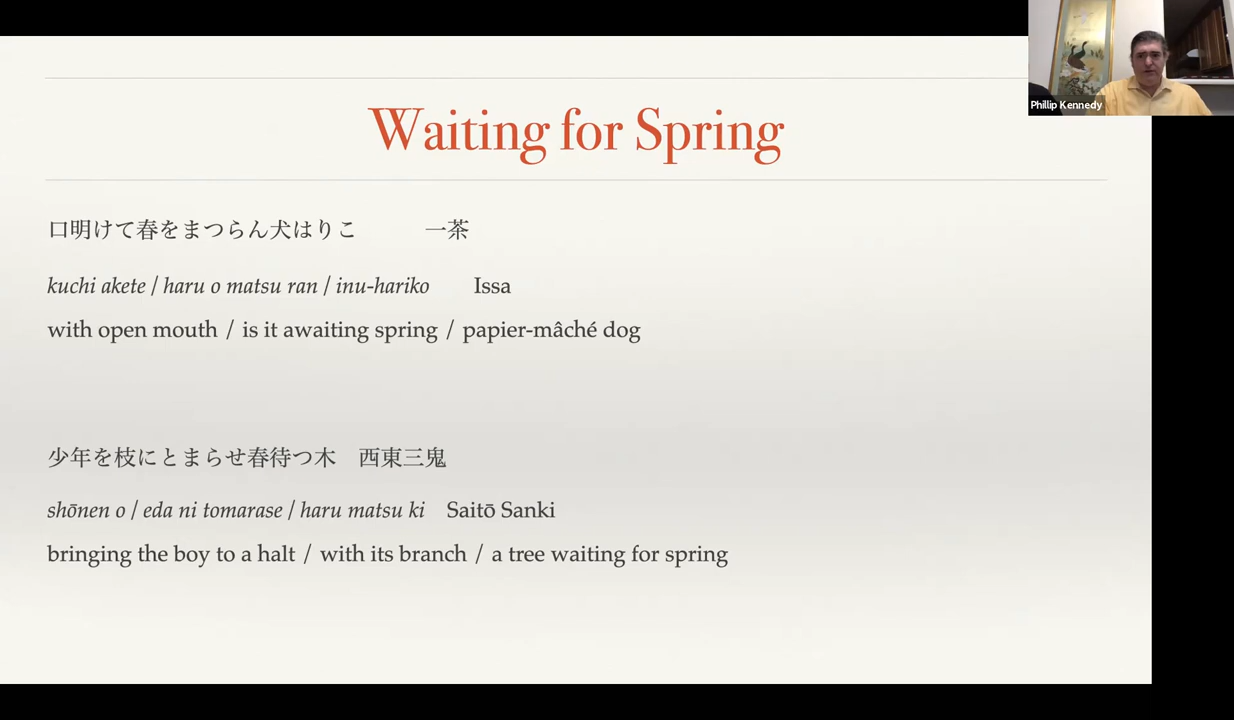 Waiting for Spring
口明けて春をまつらん犬はりこ 一茶
kuchi akete / haru o matsu ran / inu-hariko Issa
with open mouth / is it awaiting spring / papier-mâché dog
少年を枝にとまらせ春待つ木 西東三鬼
shōnen o / eda ni tomarase / haru matsu ki Saitō Sanki
bringing the boy to a halt / with its branch / a tree waiting for spring
Phillip Kennedy